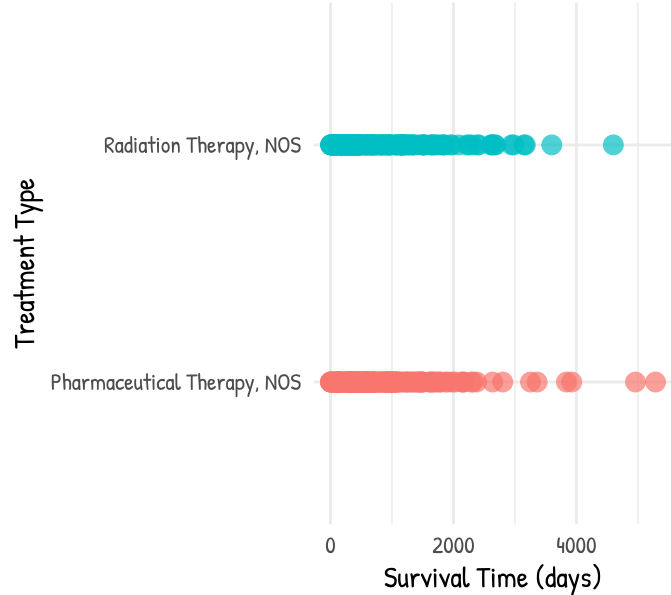 Treatment Type
Radiation Therapy, NOS
Pharmaceutical Therapy, NOS
0 2000 4000
Survival Time (days)